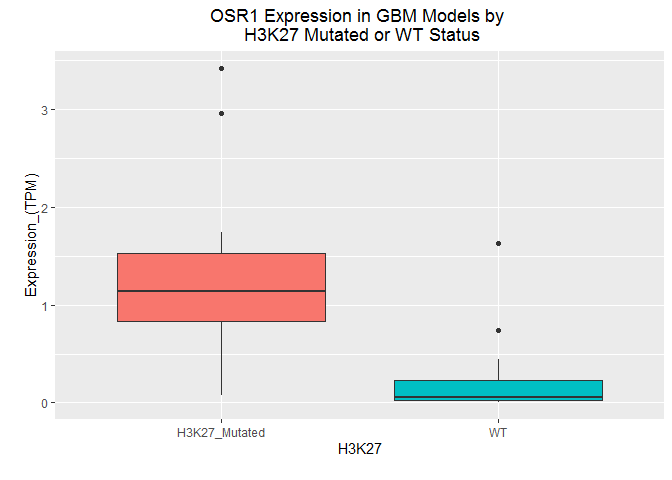 OSR1 Expression in GBM Models by
H3K27 Mutated or WT Status
Expression_(TPM)
3
2
1
0
H3K27_Mutated
WT
H3K27